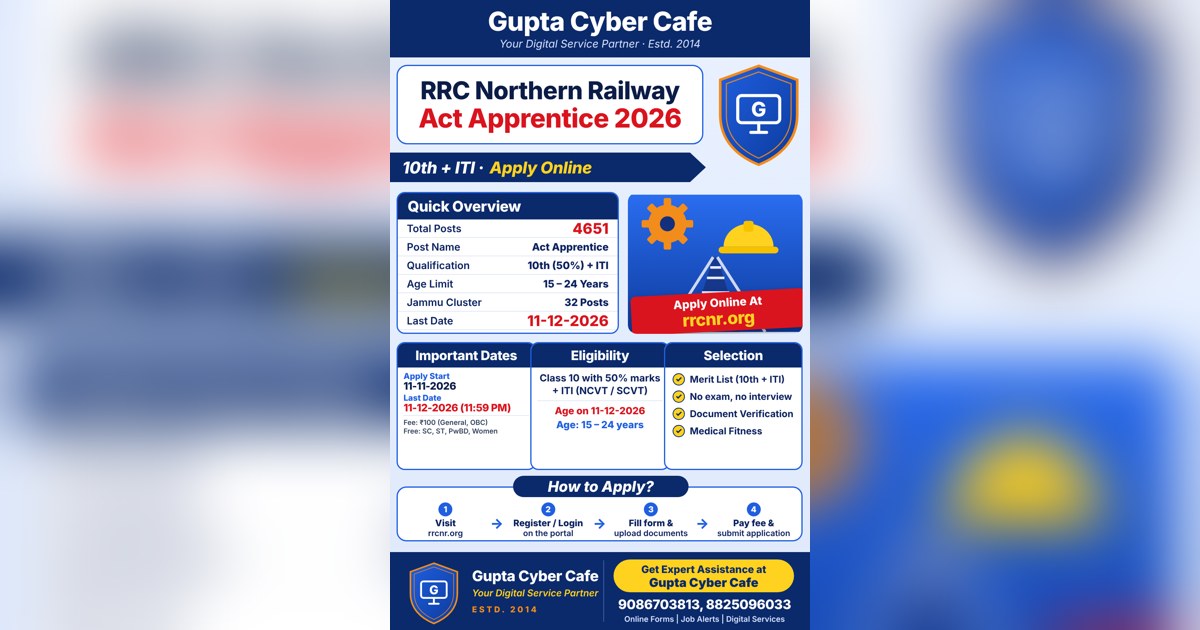 Gupta Cyber Cafe
Your Digital Service Partner · Estd. 2014
RRC Northern Railway
Act Apprentice 2026
G
10th + ITI · Apply Online
Quick Overview
Total Posts 4651
Post Name Act Apprentice
Qualification 10th (50%) + ITI
Age Limit 15 – 24 Years
Jammu Cluster 32 Posts
Last Date 11-12-2026
Apply Online At
rrcnr.org
Important Dates
Apply Start
11-11-2026
Last Date
11-12-2026 (11:59 PM)
Fee: ₹100 (General, OBC)
Free: SC, ST, PwBD, Women
Eligibility
Class 10 with 50% marks
+ ITI (NCVT / SCVT)
Age on 11-12-2026
Age: 15 – 24 years
Selection
Merit List (10th + ITI)
No exam, no interview
Document Verification
Medical Fitness
How to Apply?
1
Visit
rrcnr.org
2
Register / Login
on the portal
3
Fill form &
upload documents
4
Pay fee &
submit application
G
Gupta Cyber Cafe
Your Digital Service Partner
ESTD. 2014
Get Expert Assistance at
Gupta Cyber Cafe
9086703813, 8825096033
Online Forms | Job Alerts | Digital Services